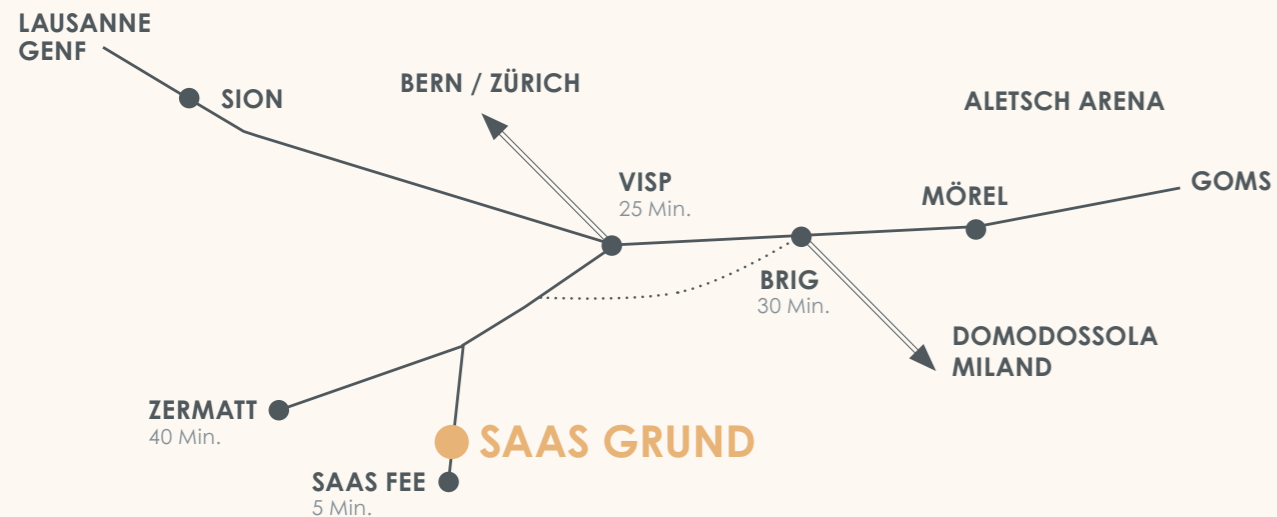 LAUSANNE
GENF
SION
BERN / ZÜRICH
ALETSCH ARENA
VISP
25 Min.
MÖREL
GOMS
BRIG
30 Min.
DOMODOSSOLA
MILAND
ZERMATT
40 Min.
SAAS GRUND
SAAS FEE
5 Min.